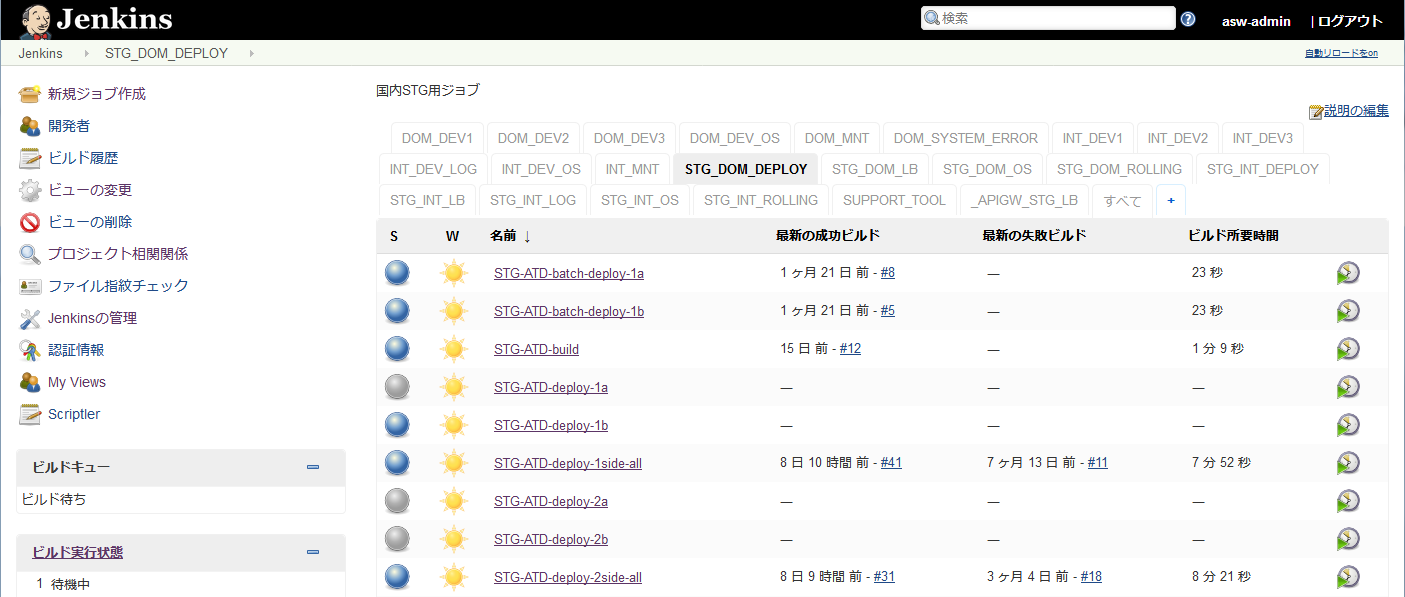 Jenkins 検索 asw-admin | ログアウト
Jenkins STG_DOM_DEPLOY 自動リロードをon
新規ジョブ作成
開発者
ビルド履歴
ビューの変更
ビューの削除
プロジェクト相関関係
ファイル指紋チェック
Jenkinsの管理
認証情報
My Views
Scriptler
ビルドキュー
ビルド待ち
ビルド実行状態
1 待機中
国内STG用ジョブ
説明の編集
DOM_DEV1 DOM_DEV2 DOM_DEV3 DOM_DEV_OS DOM_MNT DOM_SYSTEM_ERROR INT_DEV1 INT_DEV2 INT_DEV3
INT_DEV_LOG INT_DEV_OS INT_MNT STG_DOM_DEPLOY STG_DOM_LB STG_DOM_OS STG_DOM_ROLLING STG_INT_DEPLOY
STG_INT_LB STG_INT_LOG STG_INT_OS STG_INT_ROLLING SUPPORT_TOOL _APIGW_STG_LB すべて +
S W 名前 ↓ 最新の成功ビルド 最新の失敗ビルド ビルド所要時間
STG-ATD-batch-deploy-1a 1 ヶ月 21 日 前 - #8 — 23 秒
STG-ATD-batch-deploy-1b 1 ヶ月 21 日 前 - #5 — 23 秒
STG-ATD-build 15 日 前 - #12 — 1 分 9 秒
STG-ATD-deploy-1a — — —
STG-ATD-deploy-1b — — —
STG-ATD-deploy-1side-all 8 日 10 時間 前 - #41 7 ヶ月 13 日 前 - #11 7 分 52 秒
STG-ATD-deploy-2a — — —
STG-ATD-deploy-2b — — —
STG-ATD-deploy-2side-all 8 日 9 時間 前 - #31 3 ヶ月 4 日 前 - #18 8 分 21 秒